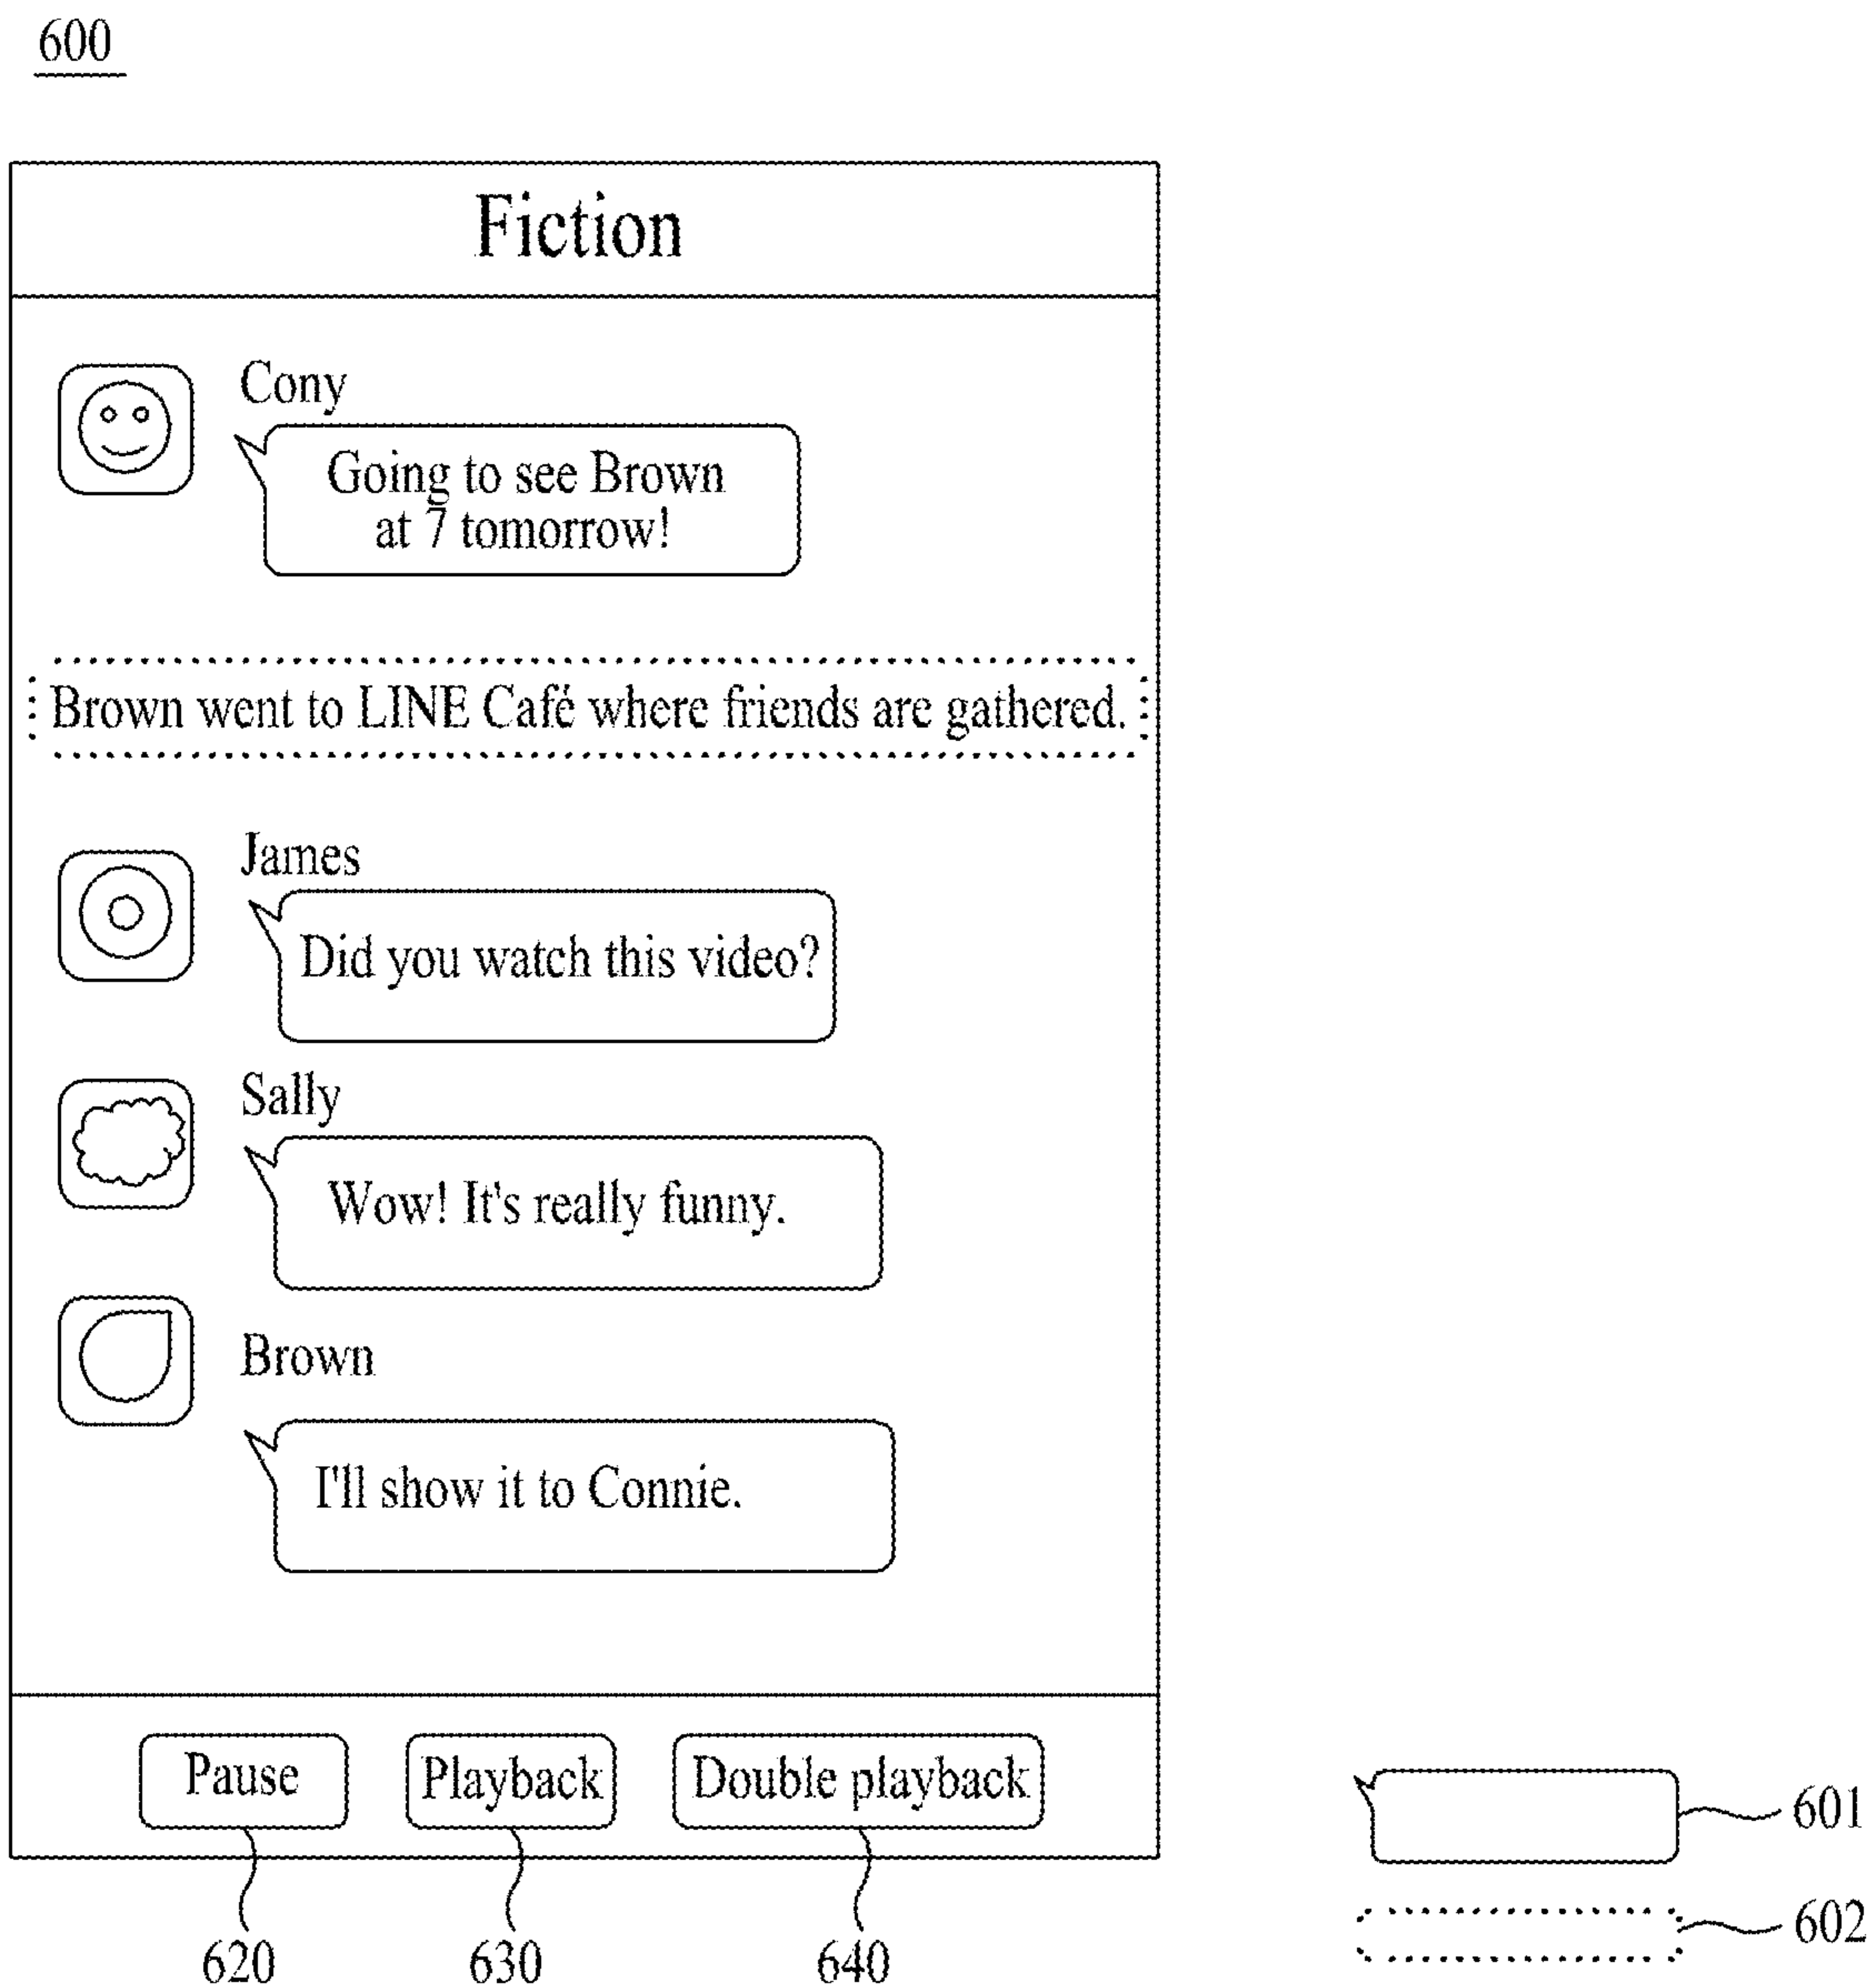 600
Fiction
Cony
Going to see Brown
at 7 tomorrow!
Brown went to LINE Café where friends are gathered.
James
Did you watch this video?
Sally
Wow! It's really funny.
Brown
I'll show it to Connie.
Pause
Playback
Double playback
620
630
640
601
602